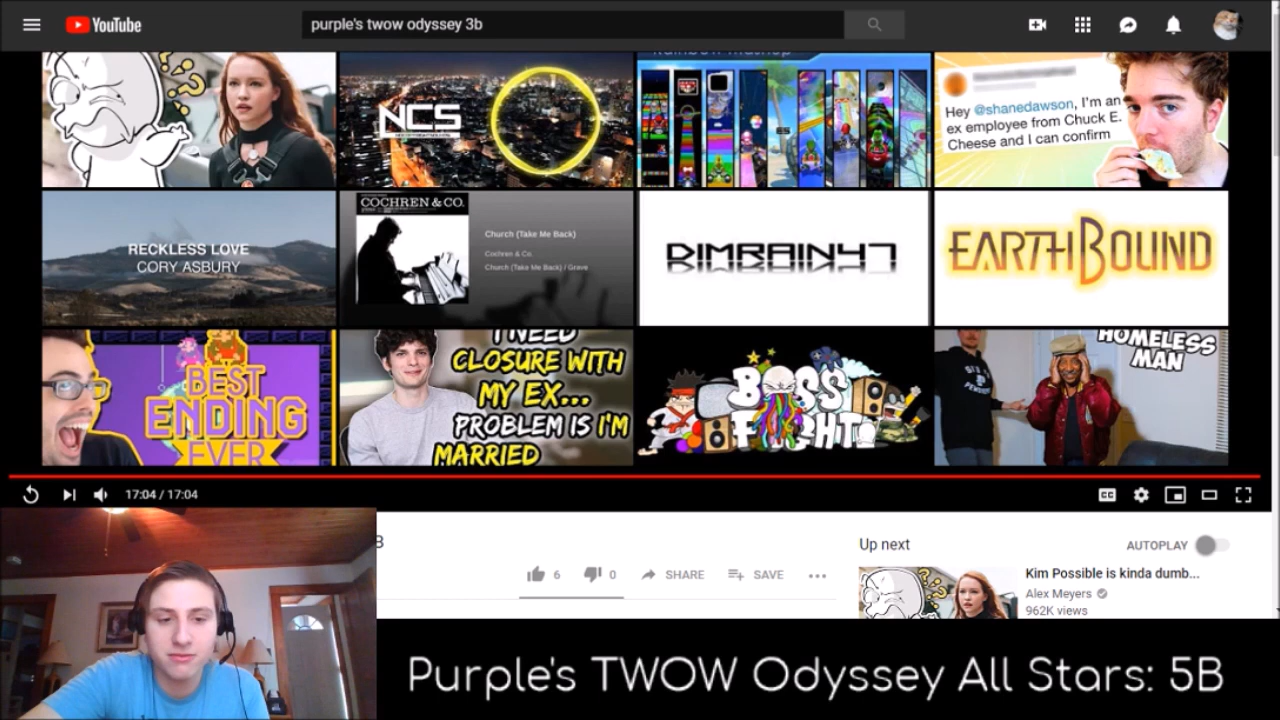 YouTube
purple's twow odyssey 3b
???
NCS
Hey @shanedawson, I'm an
ex employee from Chuck E.
Cheese and I can confirm
RECKLESS LOVE
CORY ASBURY
COCHREN & CO.
Church (Take Me Back)
Cochren & Co.
Church (Take Me Back) / Grave
DIMRAIN47
EARTHBOUND
BEST
ENDING
EVER
I NEED
CLOSURE WITH
MY EX...
PROBLEM IS I'M
MARRIED
BOSS
FIGHT
HOMELESS
MAN
17:04 / 17:04
CC
B
6
0
SHARE
SAVE
Up next
AUTOPLAY
Kim Possible is kinda dumb...
Alex Meyers
962K views
Purple's TWOW Odyssey All Stars: 5B